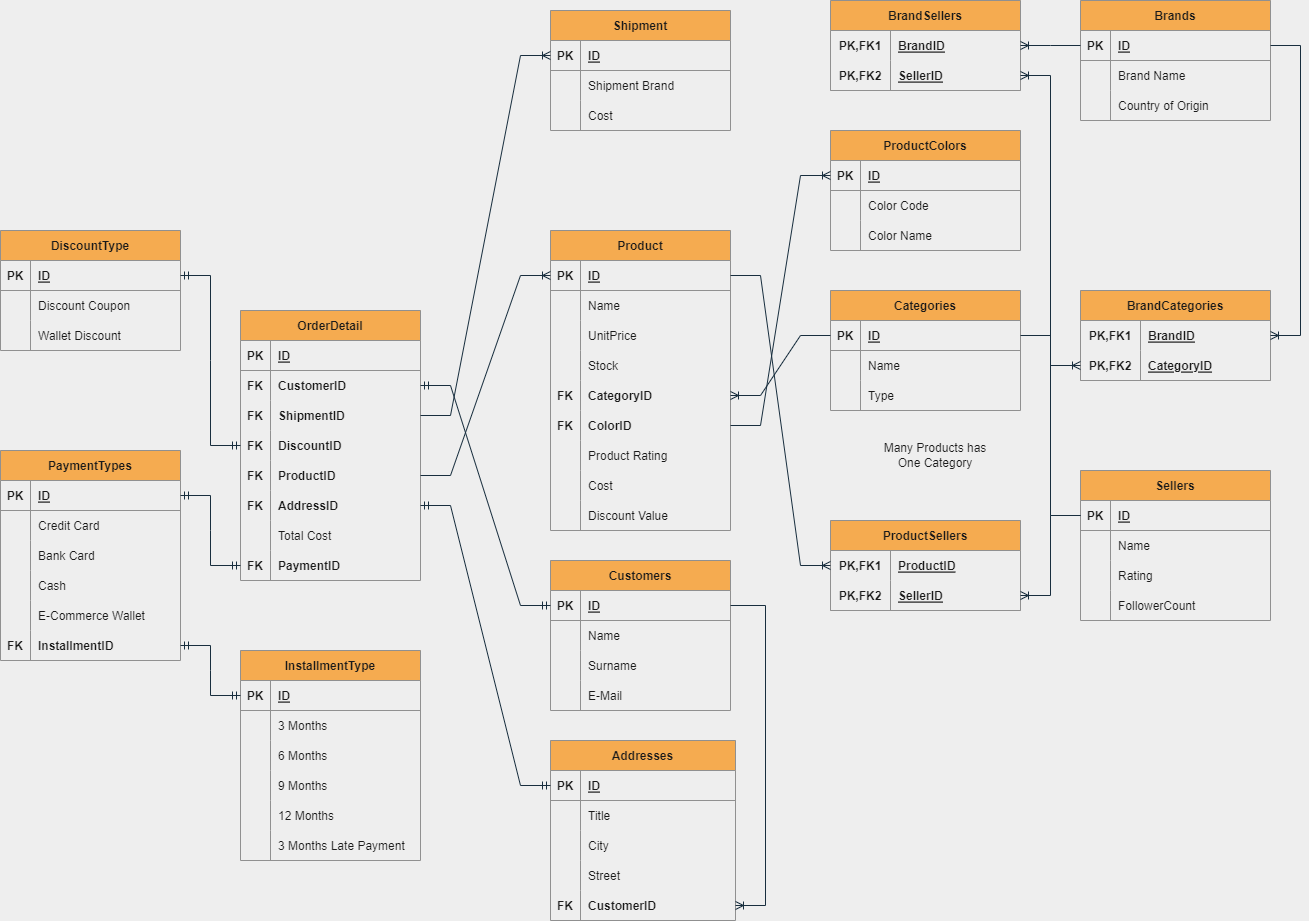 Shipment
PK ID
Shipment Brand
Cost
BrandSellers
PK,FK1 BrandID
PK,FK2 SellerID
Brands
PK ID
Brand Name
Country of Origin
ProductColors
PK ID
Color Code
Color Name
DiscountType
PK ID
Discount Coupon
Wallet Discount
Product
PK ID
Name
UnitPrice
Stock
FK CategoryID
FK ColorID
Product Rating
Cost
Discount Value
Categories
PK ID
Name
Type
BrandCategories
PK,FK1 BrandID
PK,FK2 CategoryID
OrderDetail
PK ID
FK CustomerID
FK ShipmentID
FK DiscountID
FK ProductID
FK AddressID
Total Cost
FK PaymentID
Many Products has
One Category
PaymentTypes
PK ID
Credit Card
Bank Card
Cash
E-Commerce Wallet
FK InstallmentID
Sellers
PK ID
Name
Rating
FollowerCount
ProductSellers
PK,FK1 ProductID
PK,FK2 SellerID
Customers
PK ID
Name
Surname
E-Mail
InstallmentType
PK ID
3 Months
6 Months
9 Months
12 Months
3 Months Late Payment
Addresses
PK ID
Title
City
Street
FK CustomerID